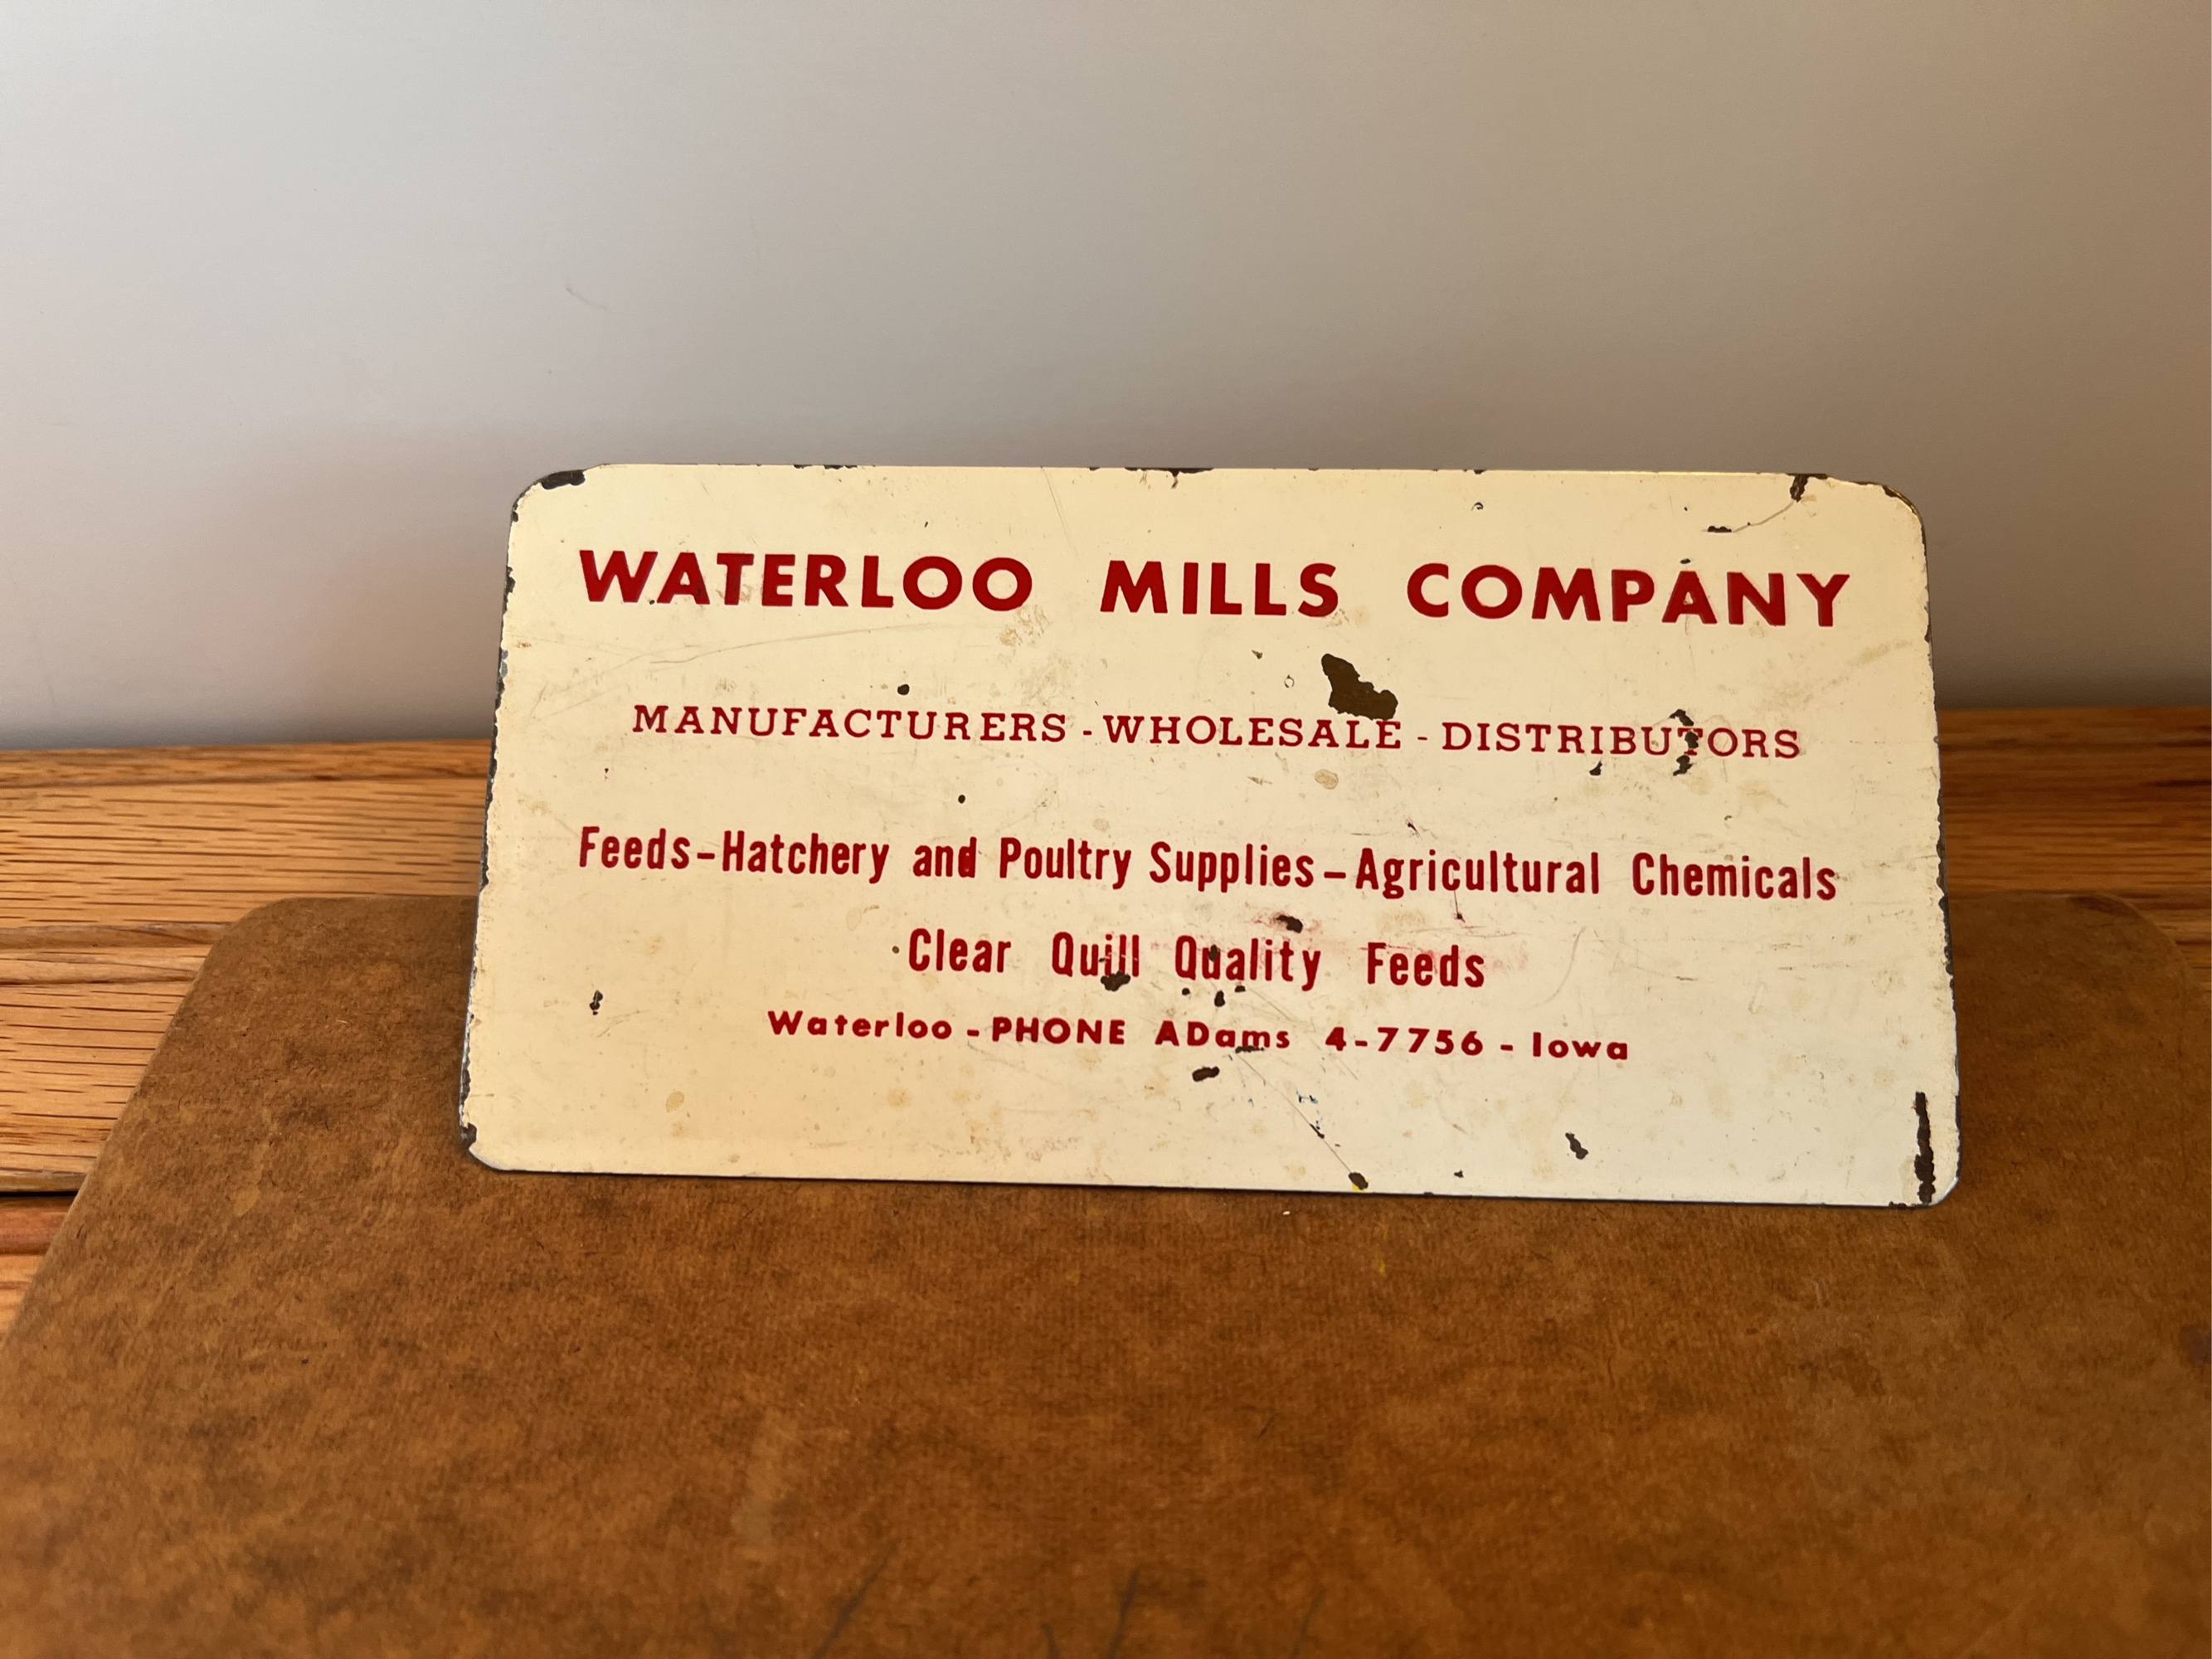 WATERLOO MILLS COMPANY
MANUFACTURERS - WHOLESALE - DISTRIBUTORS
Feeds-Hatchery and Poultry Supplies-Agricultural Chemicals
Clear Quill Quality Feeds
Waterloo - PHONE ADams 4-7756 - Iowa